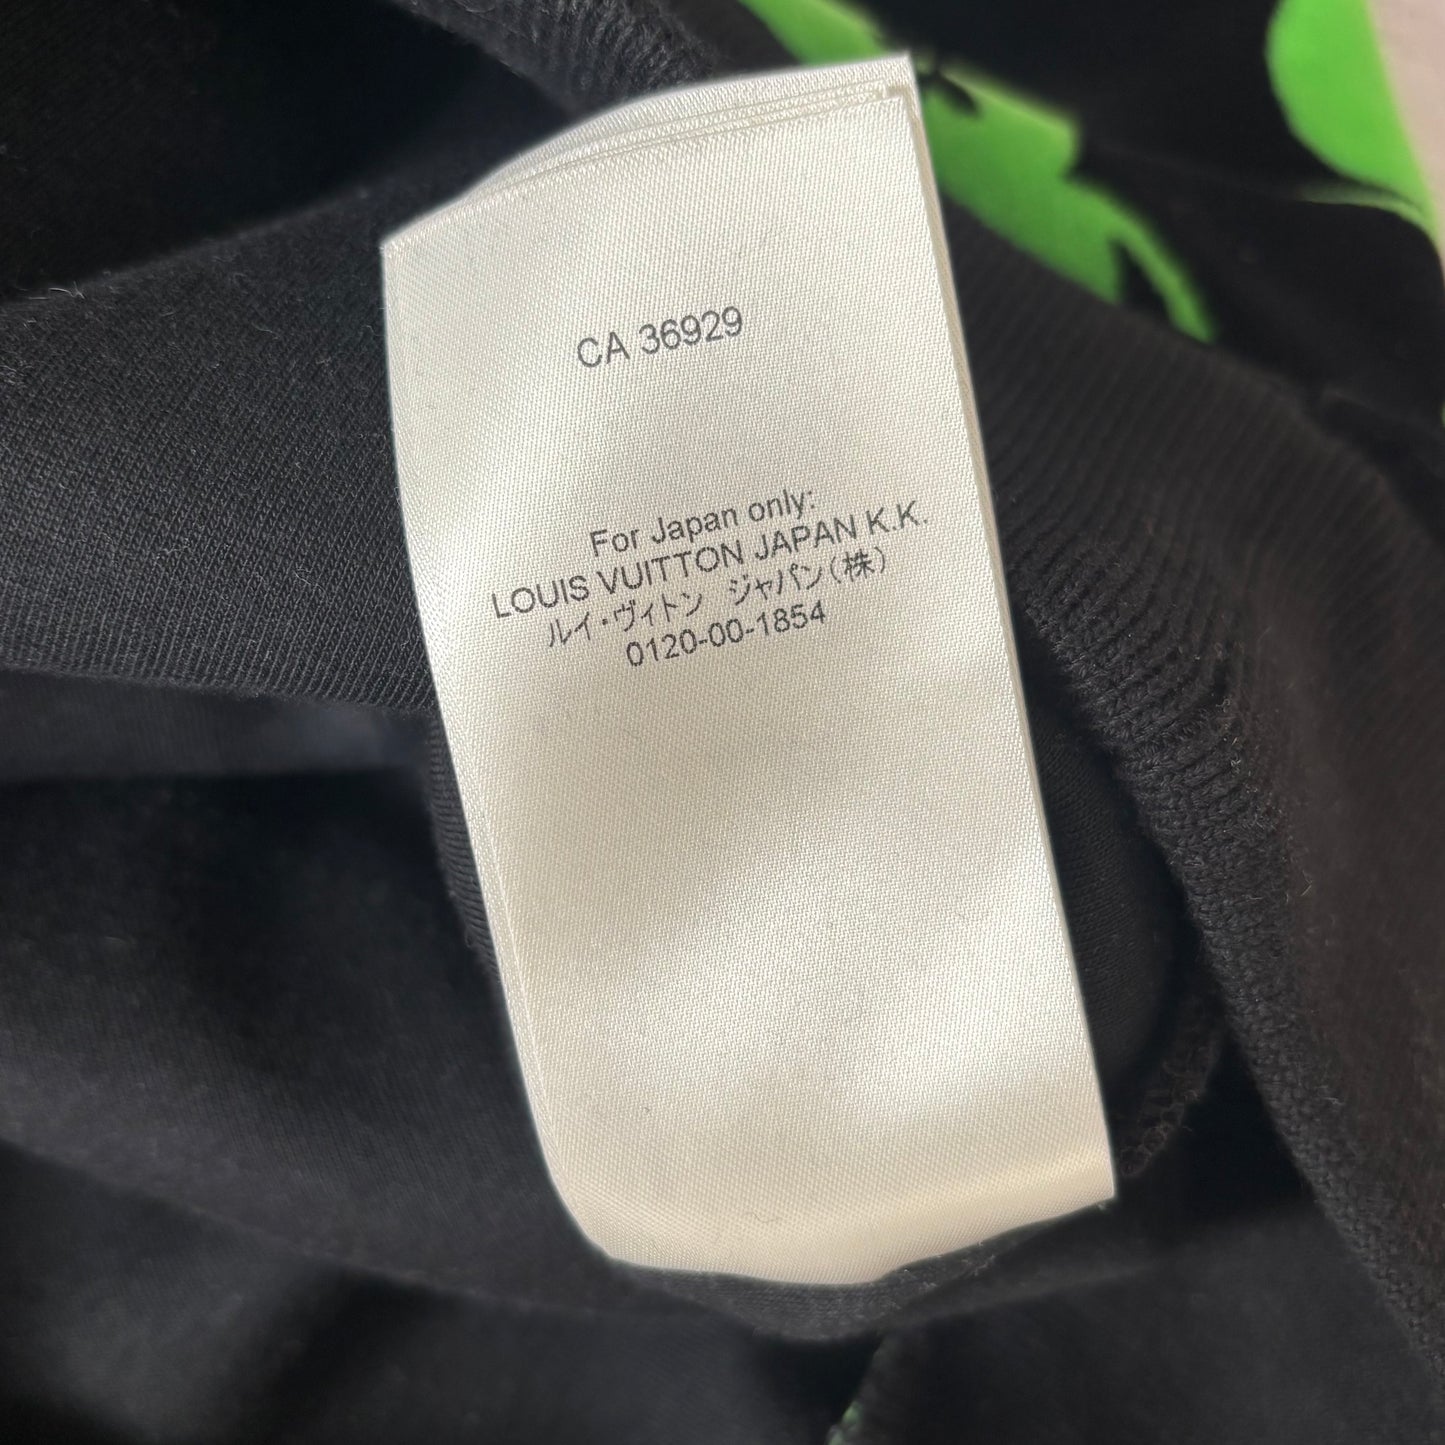 CA 36929
For Japan only:
LOUIS VUITTON JAPAN K.K.
ルイ・ヴィトン ジャパン(株)
0120-00-1854